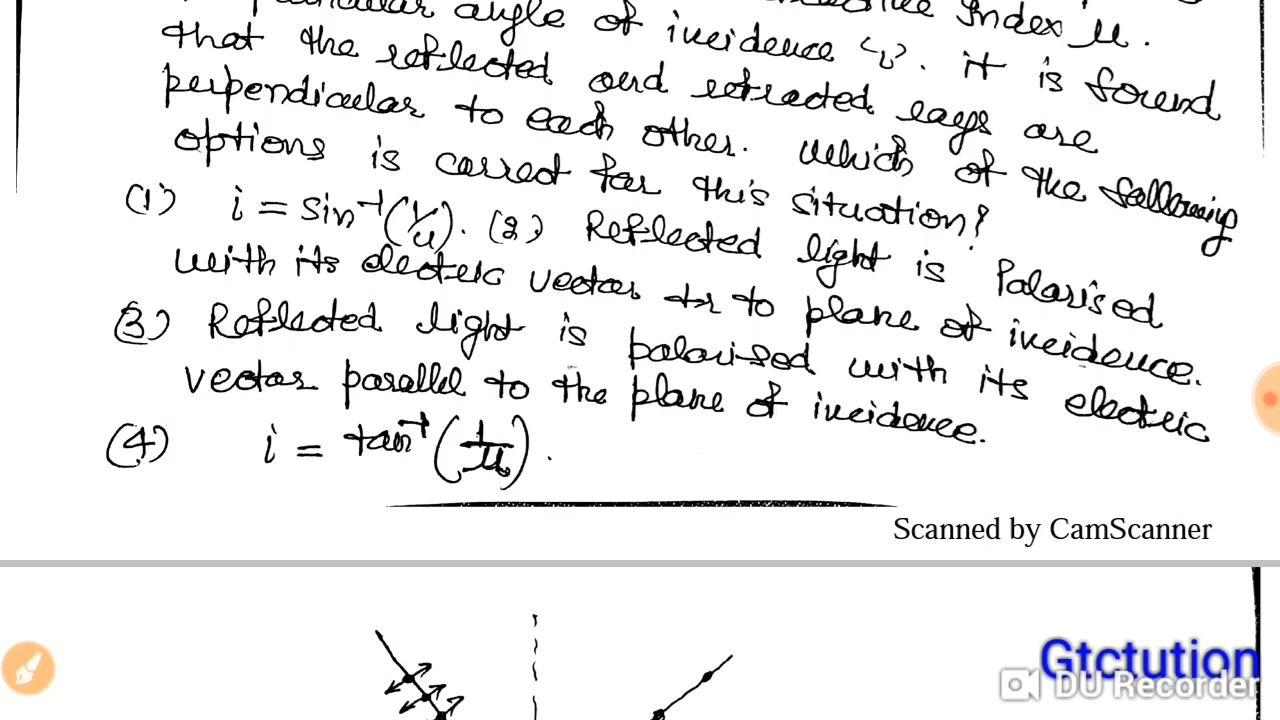 angle of incidence 'i'. it is found
Index μ.
that the reflected and refracted rays are
perpendicular to each other. which of the following
options is correct for this situation?
(1) i = sin⁻¹(1/μ). (2) Reflected light is Polarised
with its electric vector to plane of incidence.
(3) Reflected light is polarised with its electric
vector parallel to the plane of incidence.
(4) i = tan⁻¹(1/μ).
Scanned by CamScanner
Gtctution
DU Recorder